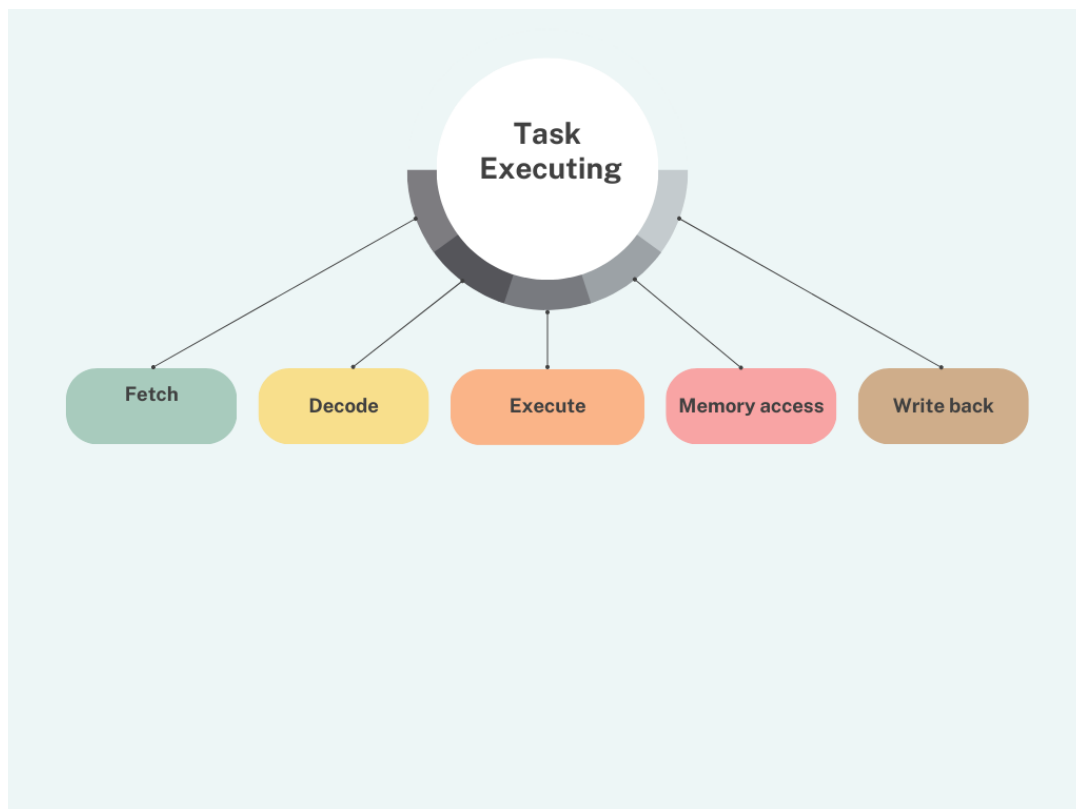 Task
Executing
Fetch
Decode
Execute
Memory access
Write back